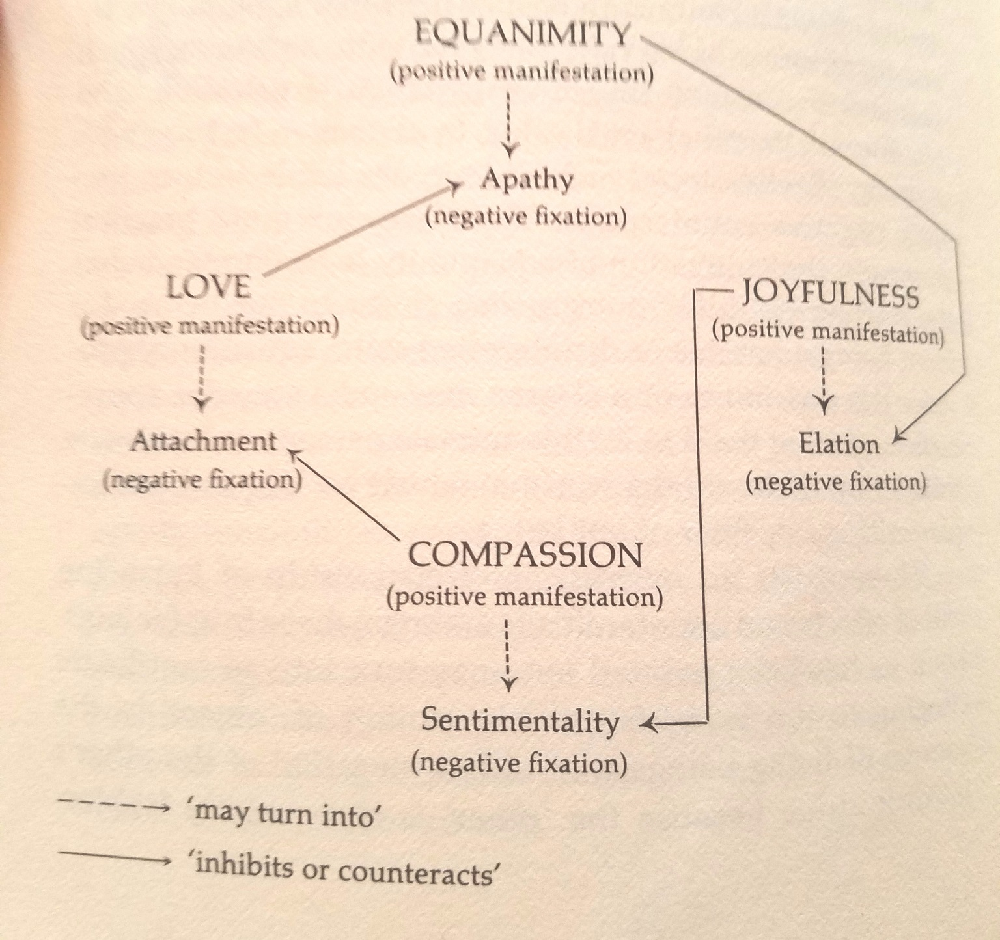 EQUANIMITY
(positive manifestation)
Apathy
(negative fixation)
LOVE
(positive manifestation)
Attachment
(negative fixation)
JOYFULNESS
(positive manifestation)
Elation
(negative fixation)
COMPASSION
(positive manifestation)
Sentimentality
(negative fixation)
‘may turn into’
‘inhibits or counteracts’